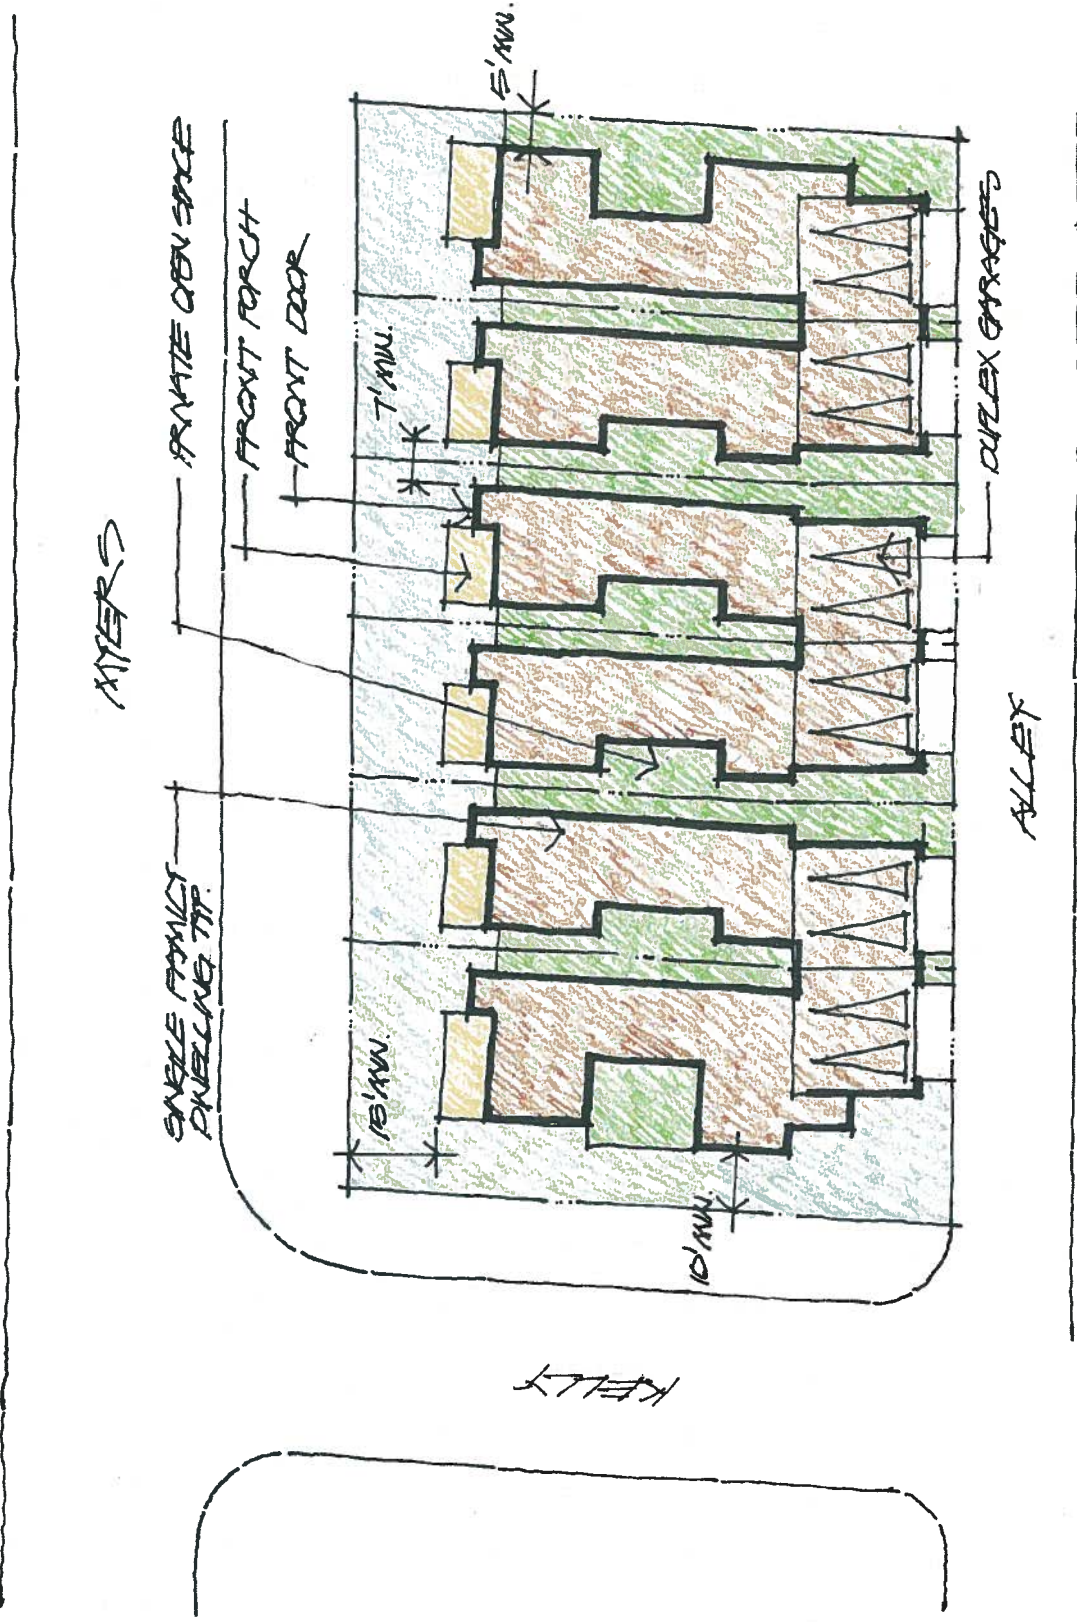 MYERS
PRIVATE OPEN SPACE
FRONT PORCH
FRONT DOOR
SINGLE FAMILY
DWELLING TYP.
5' MIN.
7' MIN.
15' MIN.
10' MIN.
DUPLEX GARAGES
ALLEY
KELLY